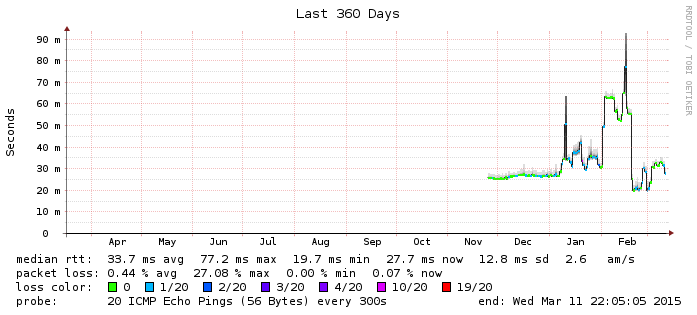 Last 360 Days
RRDTOOL / TOBI OETIKER
Seconds
90 m
80 m
70 m
60 m
50 m
40 m
30 m
20 m
10 m
0
Apr May Jun Jul Aug Sep Oct Nov Dec Jan Feb
median rtt: 33.7 ms avg 77.2 ms max 19.7 ms min 27.7 ms now 12.8 ms sd 2.6 am/s
packet loss: 0.44 % avg 27.08 % max 0.00 % min 0.07 % now
loss color: 0 1/20 2/20 3/20 4/20 10/20 19/20
probe: 20 ICMP Echo Pings (56 Bytes) every 300s end: Wed Mar 11 22:05:05 2015